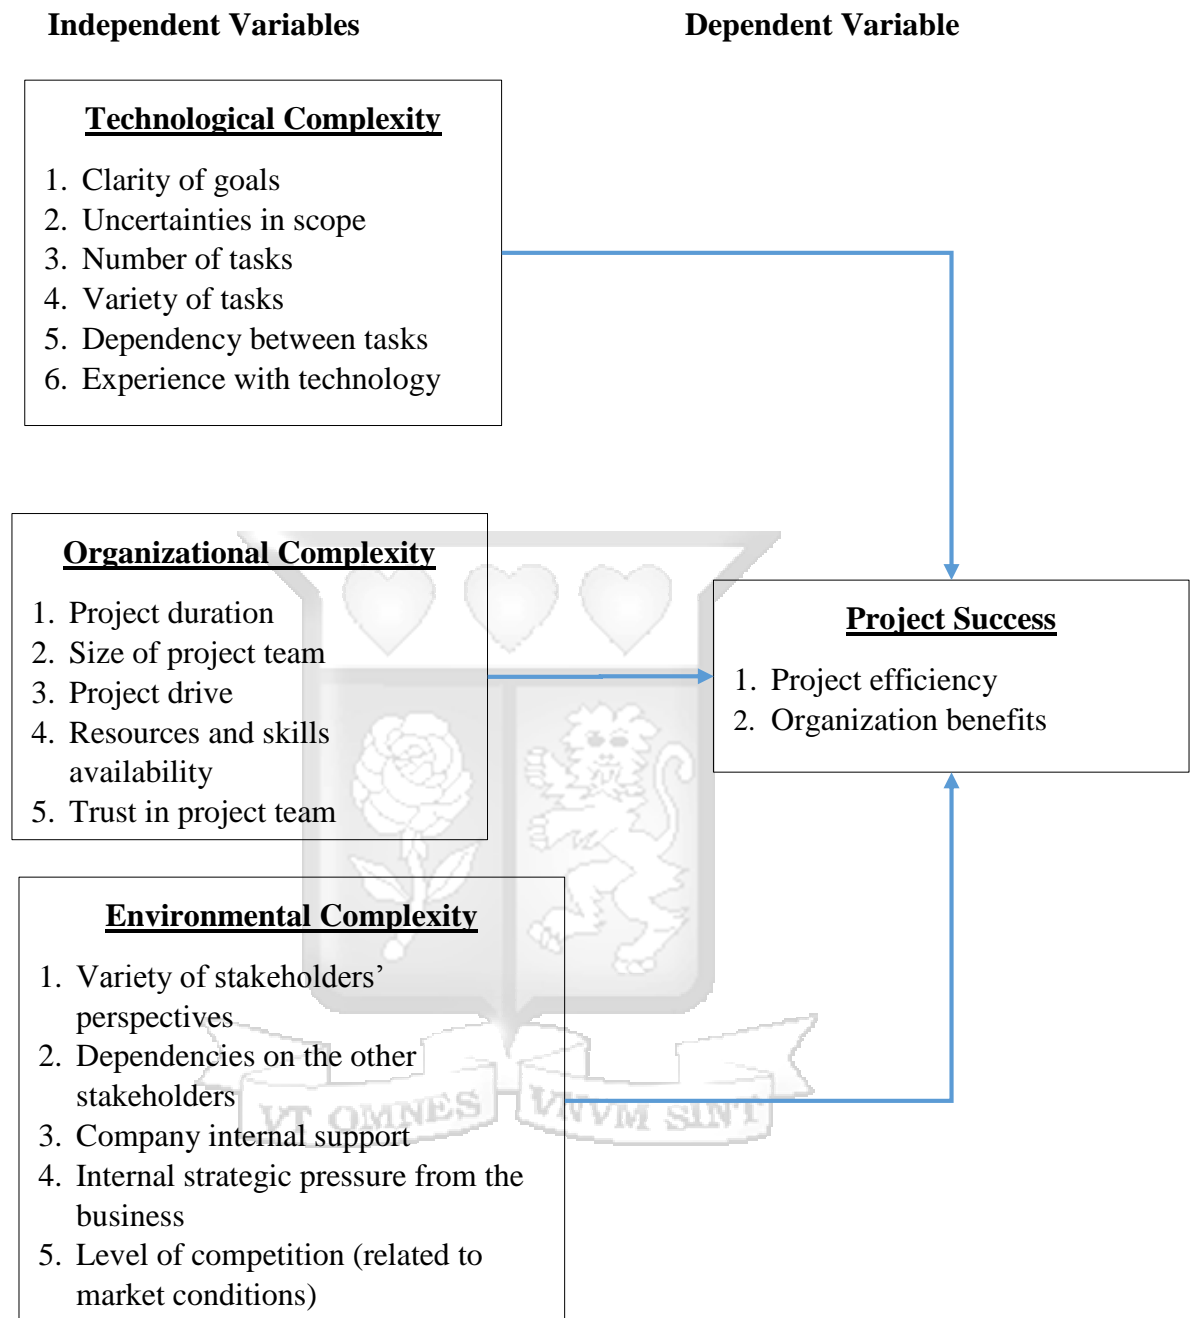 Independent Variables
Dependent Variable
Technological Complexity
1. Clarity of goals
2. Uncertainties in scope
3. Number of tasks
4. Variety of tasks
5. Dependency between tasks
6. Experience with technology
Organizational Complexity
1. Project duration
2. Size of project team
3. Project drive
4. Resources and skills
availability
5. Trust in project team
Project Success
1. Project efficiency
2. Organization benefits
Environmental Complexity
1. Variety of stakeholders’
perspectives
2. Dependencies on the other
stakeholders
3. Company internal support
4. Internal strategic pressure from the
business
5. Level of competition (related to
market conditions)
VT OMNES VNVM SINT